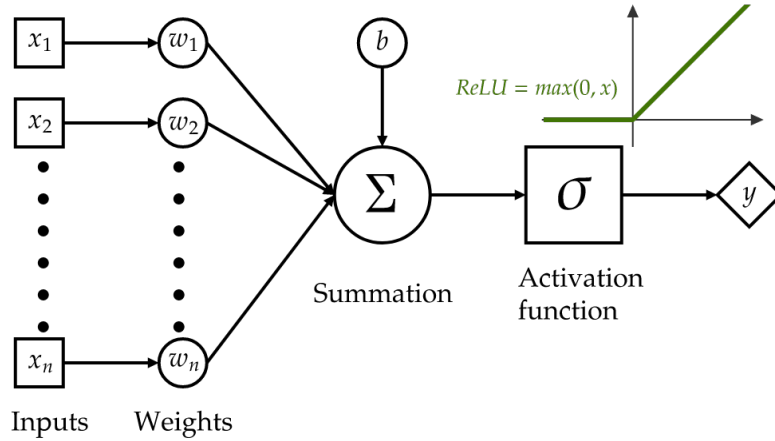 x₁
w₁
b
ReLU = max(0, x)
x₂
w₂
Σ
σ
y
Summation
Activation
function
xₙ
wₙ
Inputs
Weights